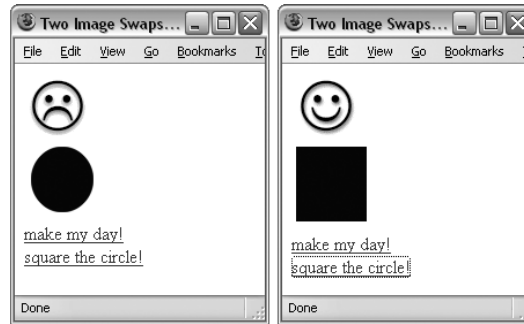 Two Image Swaps...
File Edit View Go Bookmarks
make my day!
square the circle!
Done
Two Image Swaps...
File Edit View Go Bookmarks
make my day!
square the circle!
Done